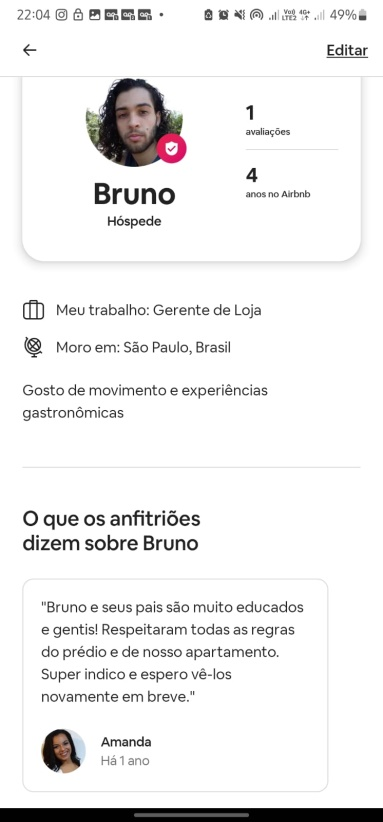 22:04
VoD 4G+
LTE2 49%
Editar
1
avaliações
4
anos no Airbnb
Bruno
Hóspede
Meu trabalho: Gerente de Loja
Moro em: São Paulo, Brasil
Gosto de movimento e experiências
gastronômicas
O que os anfitriões
dizem sobre Bruno
"Bruno e seus pais são muito educados
e gentis! Respeitaram todas as regras
do prédio e de nosso apartamento.
Super indico e espero vê-los
novamente em breve."
Amanda
Há 1 ano